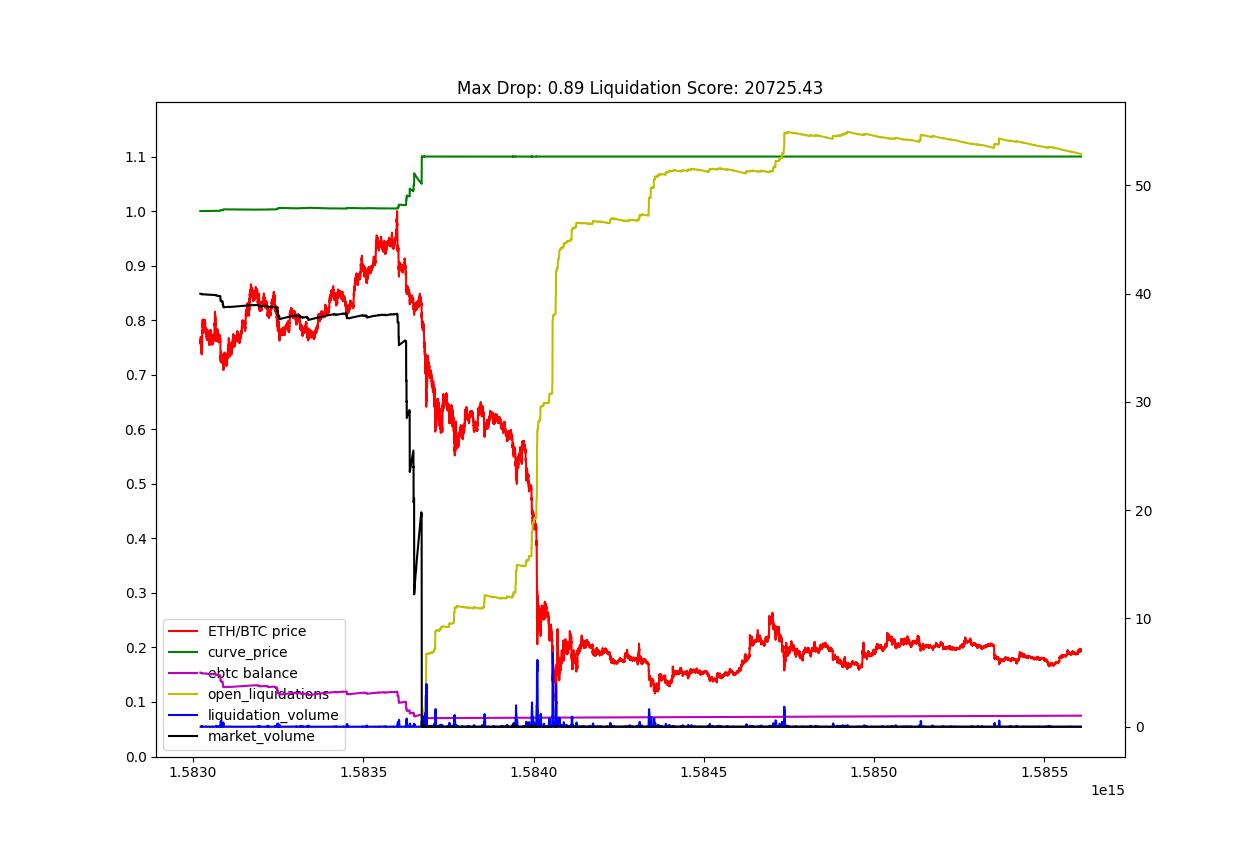 Max Drop: 0.89 Liquidation Score: 20725.43
1.1
1.0
0.9
0.8
0.7
0.6
0.5
0.4
0.3
0.2
0.1
0.0
50
40
30
20
10
0
ETH/BTC price
curve_price
ebtc balance
open_liquidations
liquidation_volume
market_volume
1.5830 1.5835 1.5840 1.5845 1.5850 1.5855
1e15